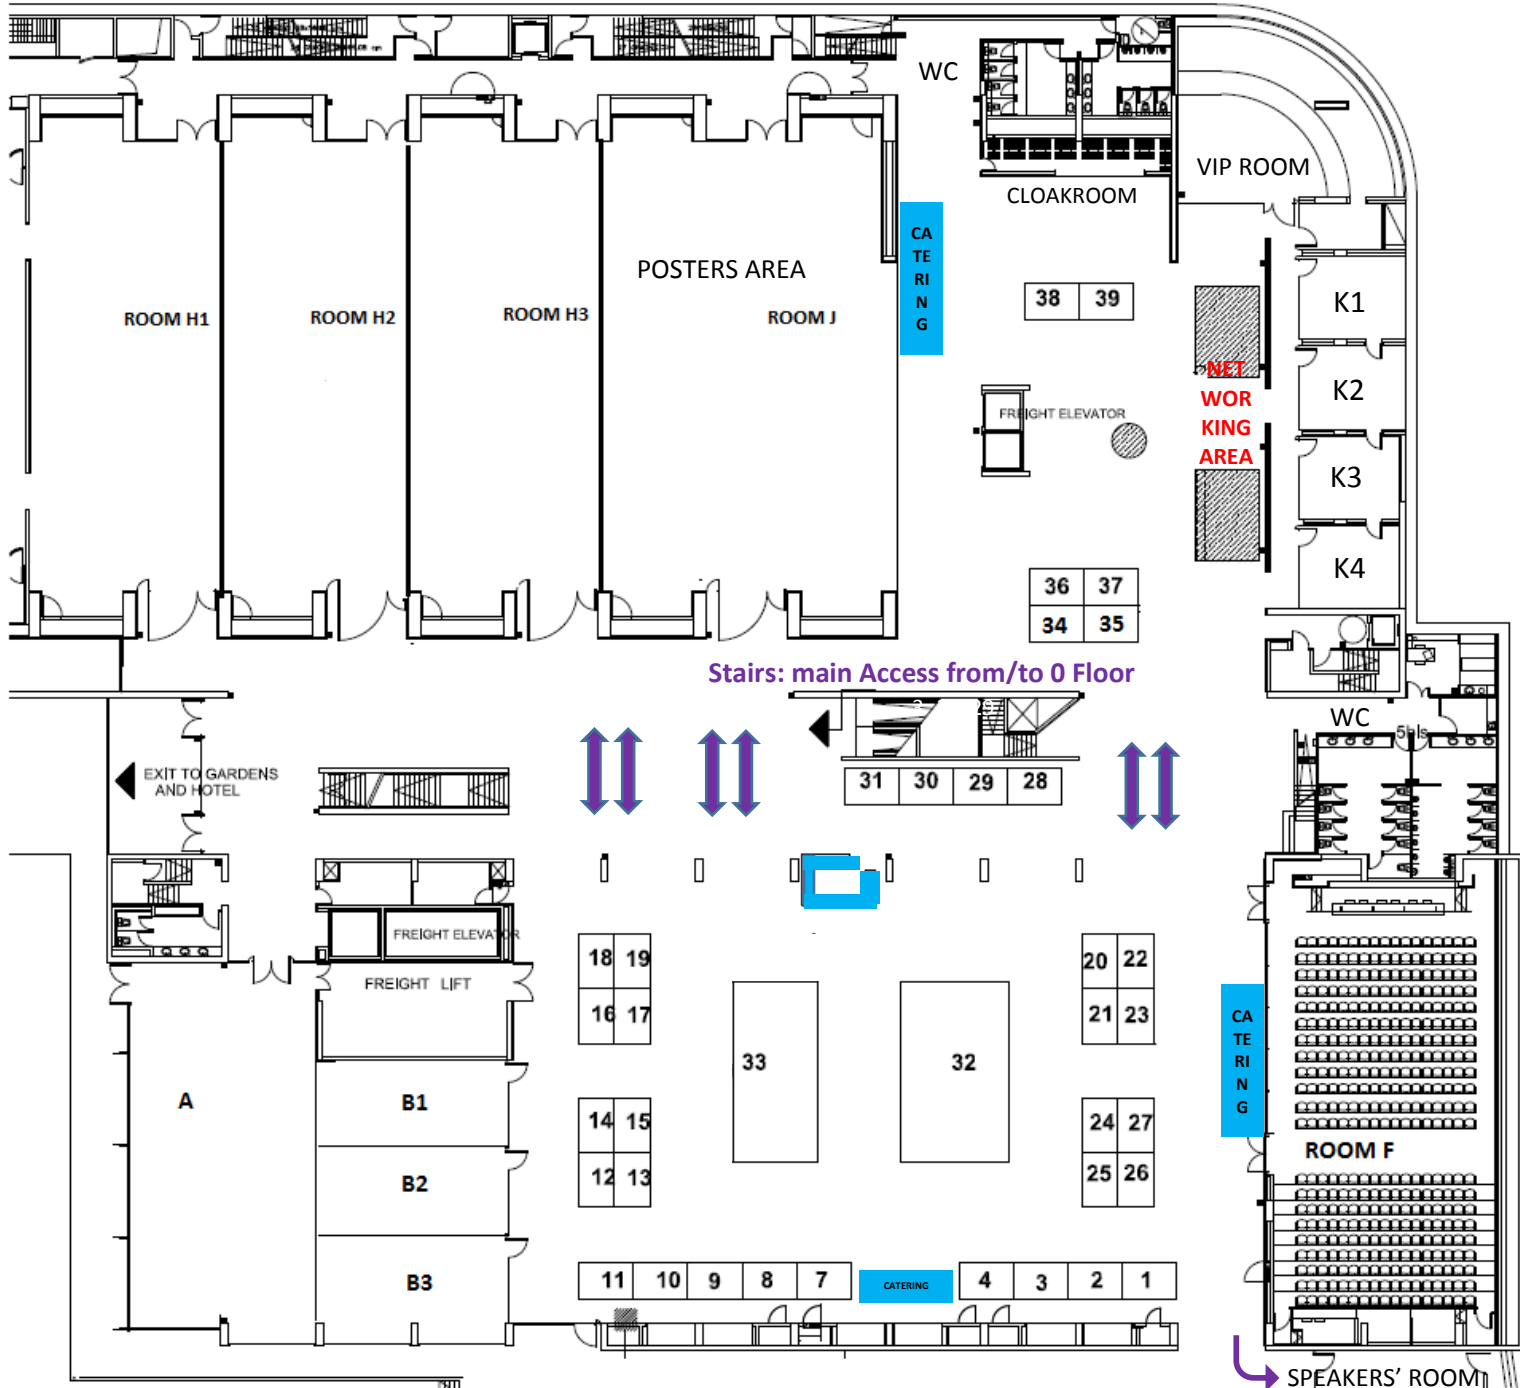 WC
VIP ROOM
CLOAKROOM
CA
TE
RI
N
G
POSTERS AREA
ROOM H1
ROOM H2
ROOM H3
ROOM J
38 39
K1
NET
WOR
KING
AREA
K2
FREIGHT ELEVATOR
K3
K4
36 37
34 35
Stairs: main Access from/to 0 Floor
WC
EXIT TO GARDENS
AND HOTEL
31 30 29 28
FREIGHT ELEVATOR
FREIGHT LIFT
18 19
16 17
20 22
21 23
33
32
CA
TE
RI
N
G
A
B1
B2
B3
14 15
12 13
24 27
25 26
ROOM F
11 10 9 8 7
CATERING
4 3 2 1
SPEAKERS' ROOM